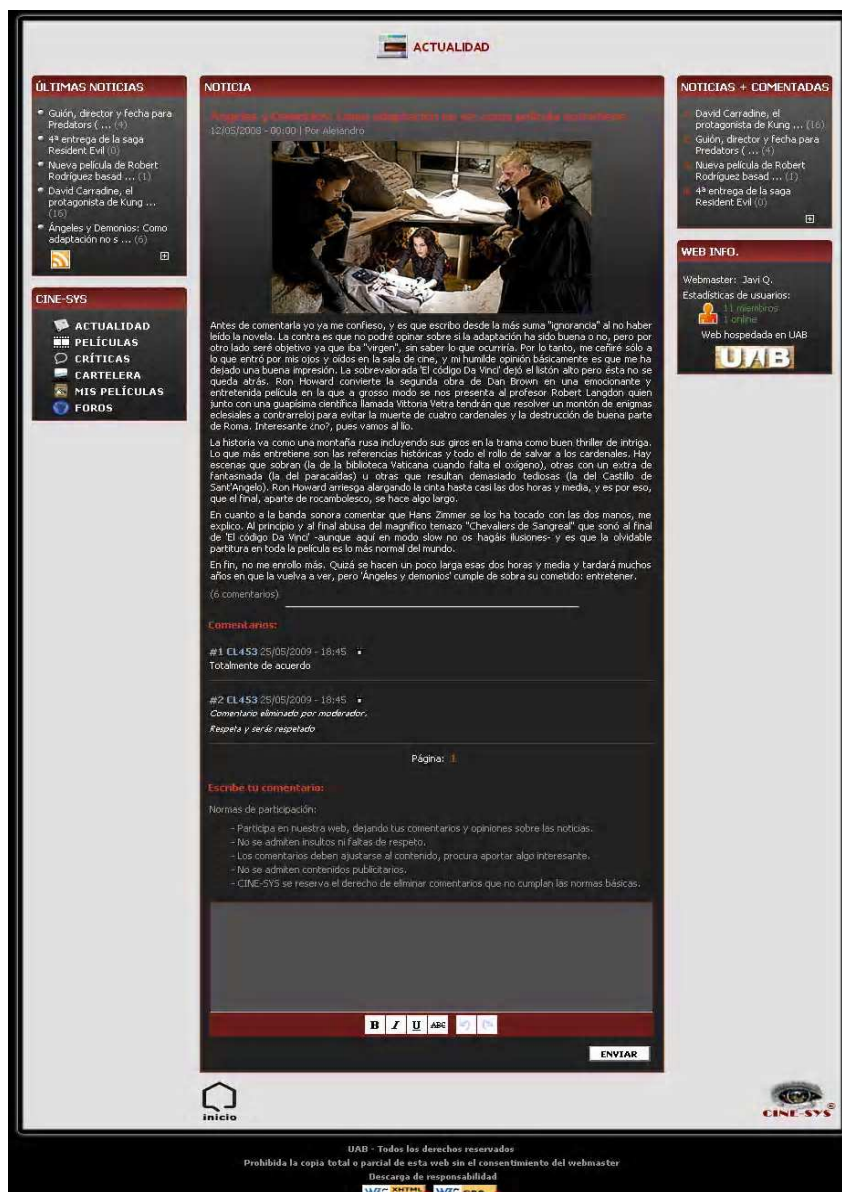 ACTUALIDAD
ÚLTIMAS NOTICIAS
Guión, director y fecha para
Predators ( ... (4)
4ª entrega de la saga
Resident Evil (0)
Nueva película de Robert
Rodríguez basad ... (1)
David Carradine, el
protagonista de Kung ...
(16)
Ángeles y Demonios: Como
adaptación no s ... (6)
CINE-SYS
ACTUALIDAD
PELÍCULAS
CRÍTICAS
CARTELERA
MIS PELÍCULAS
FOROS
NOTICIA
Ángeles y Demonios: Como adaptación no sé, como película entretiene
12/05/2008 - 00:00 | Por Alejandro
Antes de comentarla yo ya me confieso, y es que escribo desde la más suma "ignorancia" al no haber
leído la novela. La contra es que no podré opinar sobre si la adaptación ha sido buena o no, pero por
otro lado seré objetivo ya que iba "virgen", sin saber lo que ocurriría. Por lo tanto, me ceñiré sólo a
lo que entró por mis ojos y oídos en la sala de cine, y mi humilde opinión básicamente es que me ha
dejado una buena impresión. La sobrevalorada 'El código Da Vinci' dejó el listón alto pero ésta no se
queda atrás. Ron Howard convierte la segunda obra de Dan Brown en una emocionante y
entretenida película en la que a grosso modo se nos presenta al profesor Robert Langdon quien
junto con una guapísima científica llamada Vittoria Vetra tendrán que resolver un montón de enigmas
eclesiales a contrarreloj para evitar la muerte de cuatro cardenales y la destrucción de buena parte
de Roma. Interesante ¿no?, pues vamos al lío.
La historia va como una montaña rusa incluyendo sus giros en la trama como buen thriller de intriga.
Lo que más entretiene son las referencias históricas y todo el rollo de salvar a los cardenales. Hay
escenas que sobran (la de la biblioteca Vaticana cuando falta el oxígeno), otras con un extra de
fantasmada (la del paracaídas) u otras que resultan demasiado tediosas (la del Castillo de
Sant'Angelo). Ron Howard arriesga alargando la cinta hasta casi las dos horas y media, y es por eso,
que el final, aparte de rocambolesco, se hace algo largo.
En cuanto a la banda sonora comentar que Hans Zimmer se los ha tocado con las dos manos, me
explico. Al principio y al final abusa del magnífico temazo "Chevaliers de Sangreal" que sonó al final
de 'El código Da Vinci' -aunque aquí en modo slow no os hagáis ilusiones- y es que la olvidable
partitura en toda la película es lo más normal del mundo.
En fin, no me enrollo más. Quizá se hacen un poco larga esas dos horas y media y tardará muchos
años en que la vuelva a ver, pero 'Ángeles y demonios' cumple de sobra su cometido: entretener.
(6 comentarios)
Comentarios:
#1 CL453 25/05/2009 - 18:45
Totalmente de acuerdo
#2 CL453 25/05/2009 - 18:45
Comentario eliminado por moderador.
Respeta y serás respetado
Página: 1
Escribe tu comentario:
Normas de participación:
- Participa en nuestra web, dejando tus comentarios y opiniones sobre las noticias.
- No se admiten insultos ni faltas de respeto.
- Los comentarios deben ajustarse al contenido, procura aportar algo interesante.
- No se admiten contenidos publicitarios.
- CINE-SYS se reserva el derecho de eliminar comentarios que no cumplan las normas básicas.
B I U ABC
ENVIAR
NOTICIAS + COMENTADAS
David Carradine, el
protagonista de Kung ... (16)
Guión, director y fecha para
Predators ( ... (4)
Nueva película de Robert
Rodríguez basad ... (1)
4ª entrega de la saga
Resident Evil (0)
WEB INFO.
Webmaster: Javi Q.
Estadísticas de usuarios:
11 miembros
1 online
Web hospedada en UAB
UAB
inicio
CINE-SYS®
UAB - Todos los derechos reservados
Prohibida la copia total o parcial de esta web sin el consentimiento del webmaster
Descarga de responsabilidad
W3C XHTML W3C